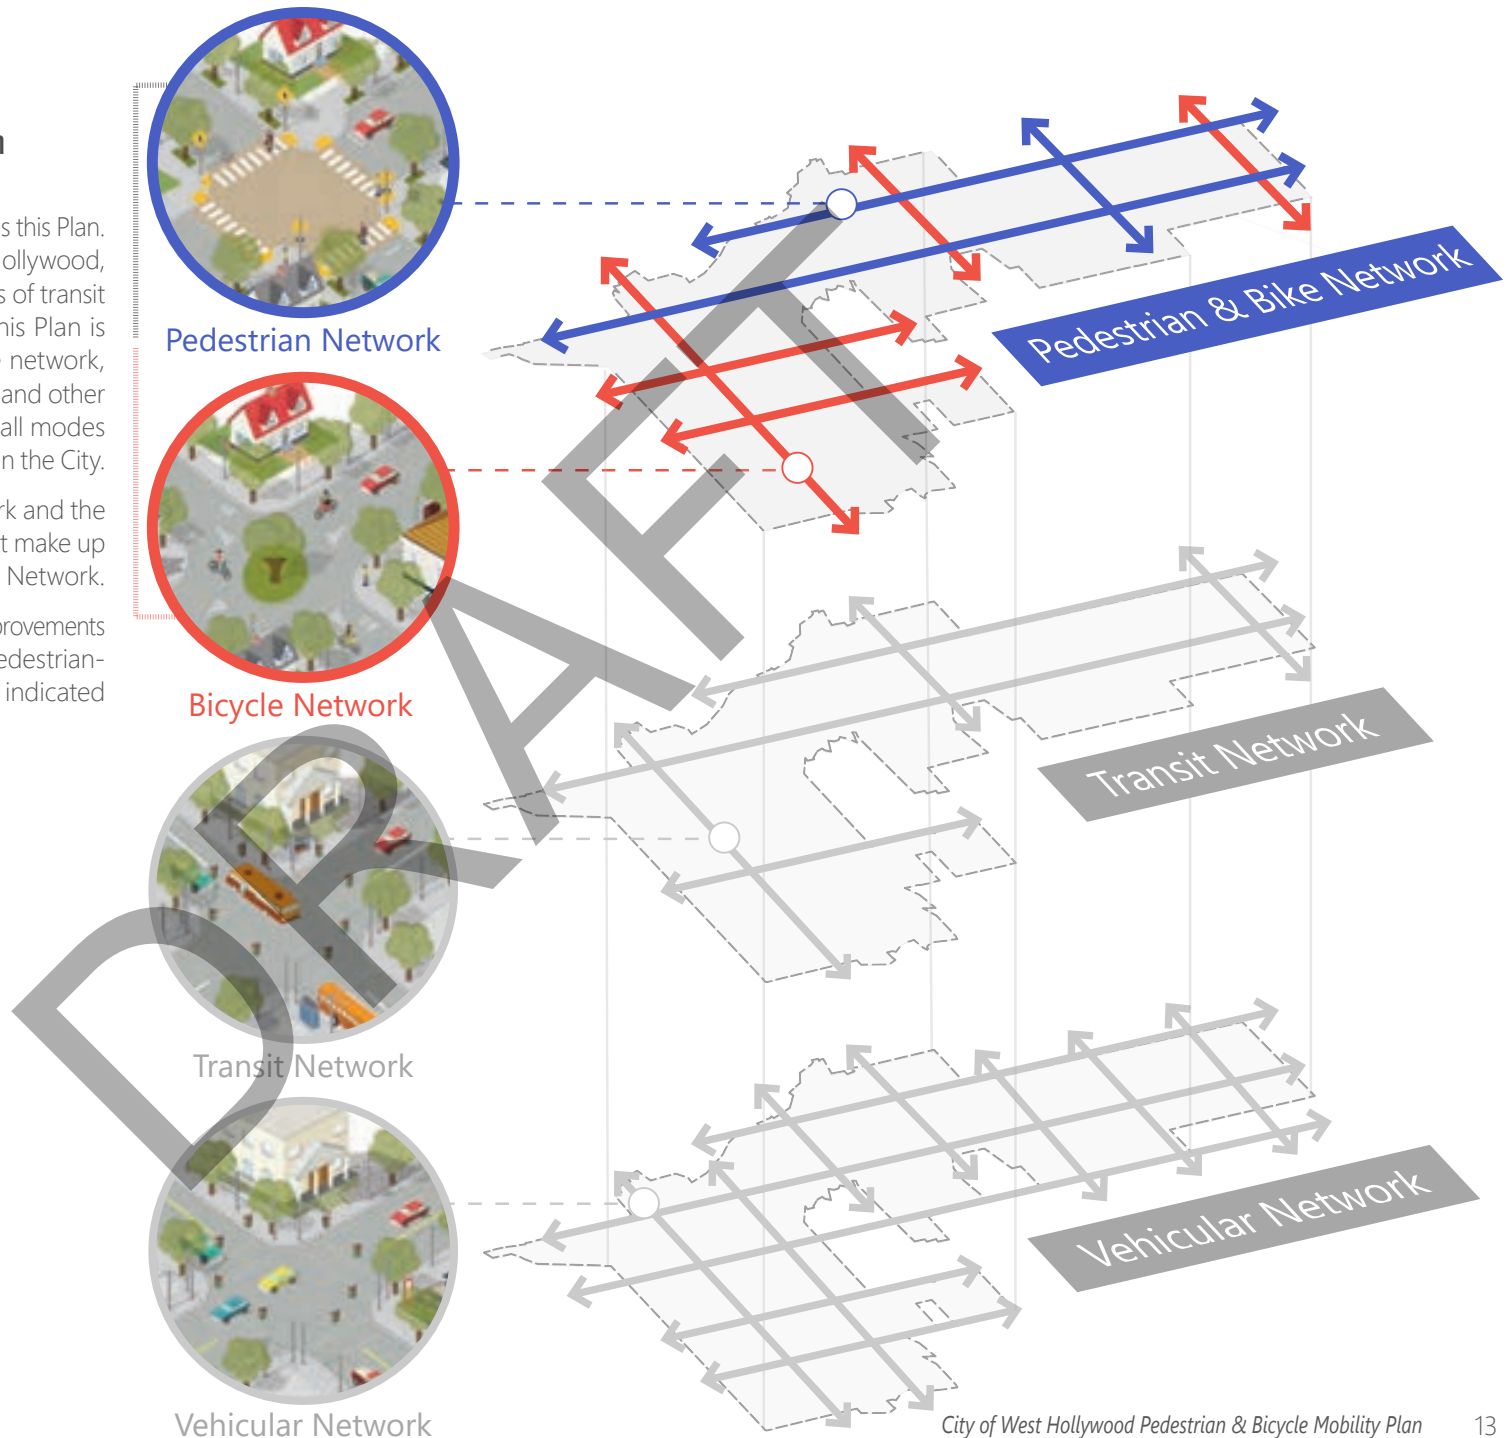 s this Plan.
ollywood,
s of transit
his Plan is
network,
and other
all modes
n the City.
rk and the
t make up
Network.
provements
edestrian-
indicated
Pedestrian Network
Bicycle Network
Transit Network
Vehicular Network
Pedestrian & Bike Network
Transit Network
Vehicular Network
DRAFT
City of West Hollywood Pedestrian & Bicycle Mobility Plan 13